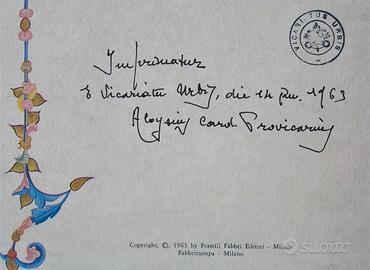 VICARIATUS URBIS
Imprimatur
E Vicariatu Urbis, die 14 Jun. 1963
Aloysius Card. Provicarius
Copyright, ©, 1963 by Fratelli Fabbri Editori - Milano
Fabbristampa - Milano
subito